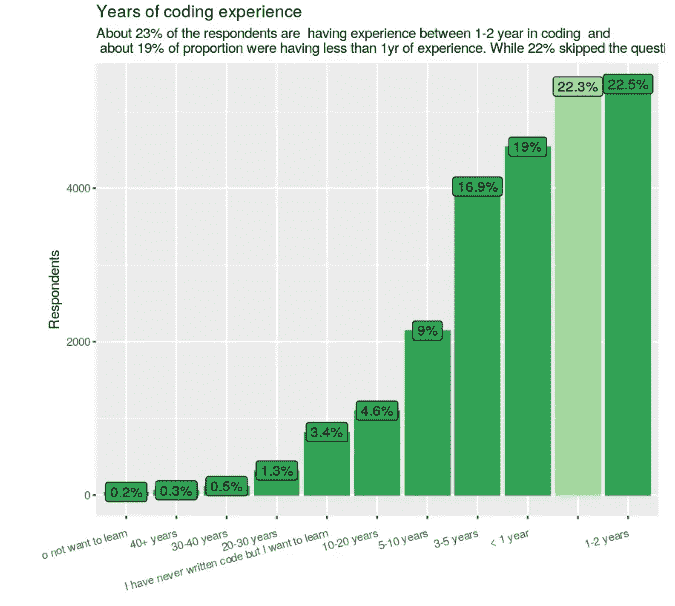 Years of coding experience
About 23% of the respondents are  having experience between 1-2 year in coding  and
about 19% of proportion were having less than 1yr of experience. While 22% skipped the questi
22.3%
22.5%
19%
16.9%
4000
Respondents
2000
9%
4.6%
3.4%
1.3%
0.5%
0.3%
0.2%
0
o not want to learn
40+ years
30-40 years
20-30 years
I have never written code but I want to learn
10-20 years
5-10 years
3-5 years
< 1 year
1-2 years